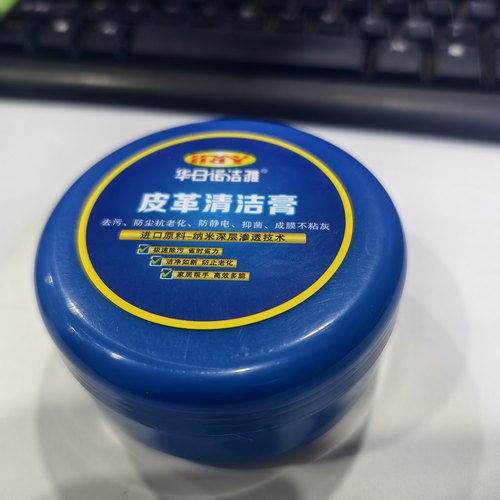 华日诺洁雅®
皮革清洁膏
去污、防尘抗老化、防静电、抑菌、成膜不粘灰
进口原料-纳米深层渗透技术
极速除污 省时省力
洁净如新 防止老化
家居帮手 高效多能